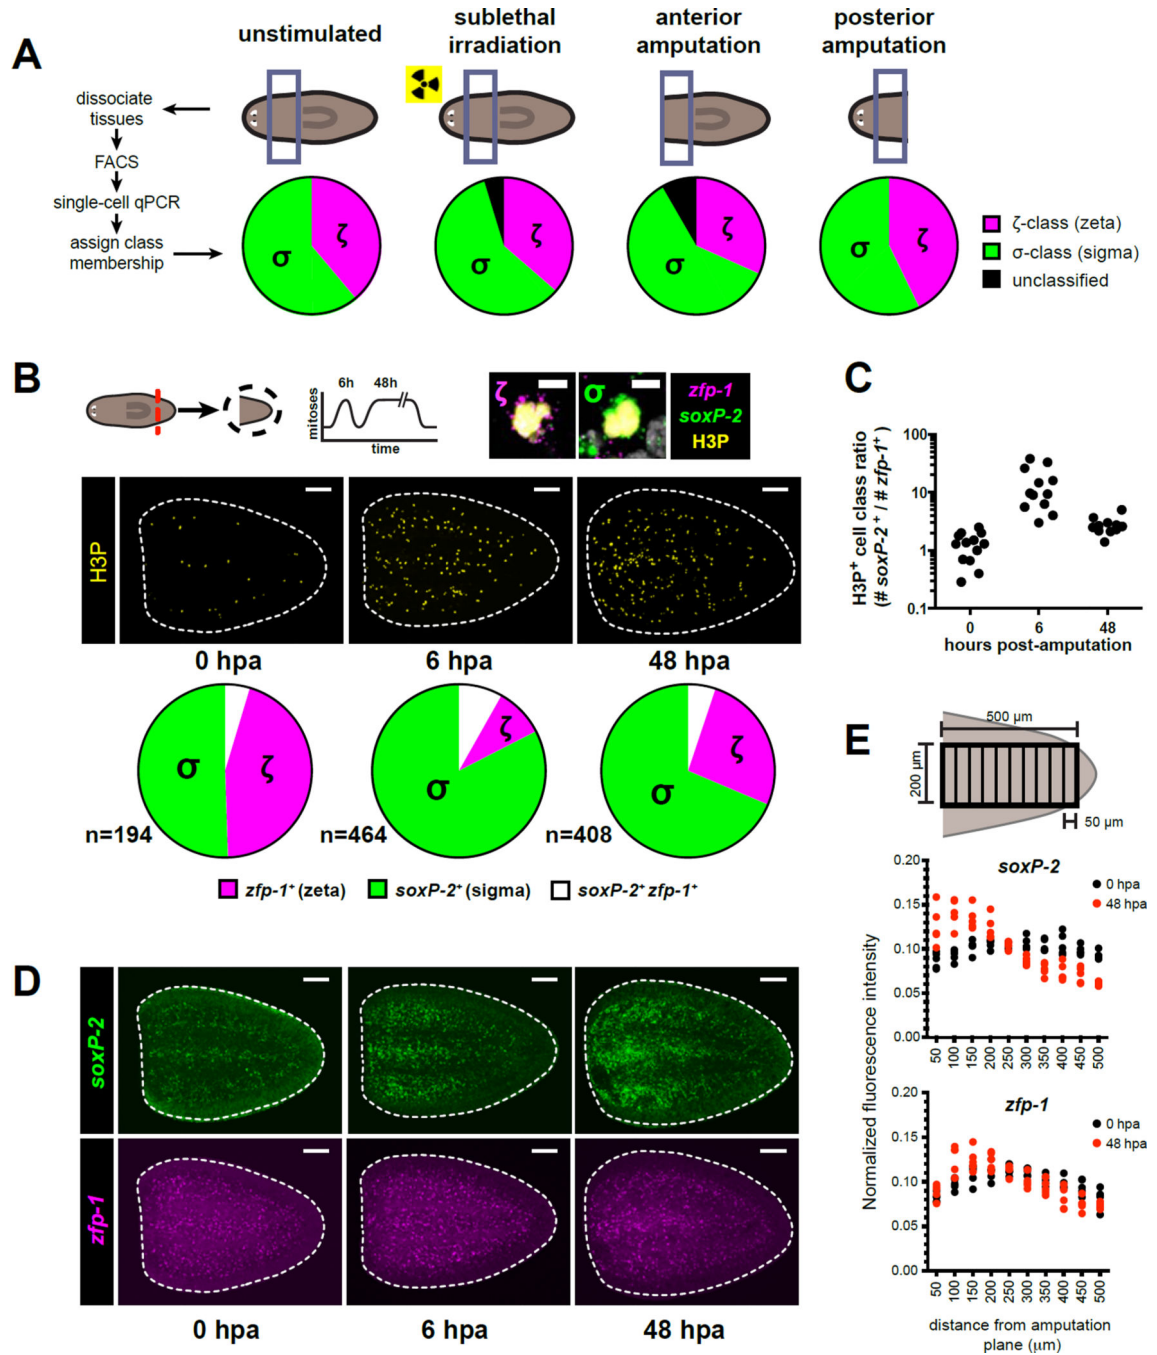 A
unstimulated
sublethal
irradiation
anterior
amputation
posterior
amputation
dissociate
tissues
FACS
single-cell qPCR
assign class
membership
σ
ζ
σ
ζ
σ
ζ
σ
ζ
ζ-class (zeta)
σ-class (sigma)
unclassified
B
mitoses
6h
48h
time
ζ
σ
zfp-1
soxP-2
H3P
H3P
0 hpa
6 hpa
48 hpa
σ
ζ
σ
ζ
σ
ζ
n=194
n=464
n=408
zfp-1⁺ (zeta)
soxP-2⁺ (sigma)
soxP-2⁺ zfp-1⁺
C
H3P⁺ cell class ratio
(# soxP-2⁺ / # zfp-1⁺)
100
10
1
0.1
0
6
48
hours post-amputation
D
soxP-2
zfp-1
0 hpa
6 hpa
48 hpa
E
500 µm
200 µm
50 µm
Normalized fluorescence intensity
soxP-2
0 hpa
48 hpa
0.20
0.15
0.10
0.05
0.00
50
100
150
200
250
300
350
400
450
500
zfp-1
0 hpa
48 hpa
0.20
0.15
0.10
0.05
0.00
50
100
150
200
250
300
350
400
450
500
distance from amputation
plane (µm)